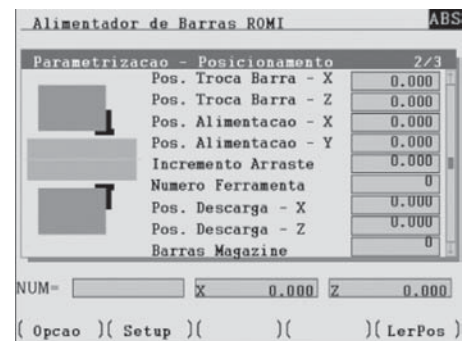 Alimentador de Barras ROMI ABS
Parametrizacao - Posicionamento 2/3
Pos. Troca Barra - X 0.000
Pos. Troca Barra - Z 0.000
Pos. Alimentacao - X 0.000
Pos. Alimentacao - Y 0.000
Incremento Arraste 0.000
Numero Ferramenta 0
Pos. Descarga - X 0.000
Pos. Descarga - Z 0.000
Barras Magazine 0
NUM= X 0.000 Z 0.000
( Opcao )( Setup )( )( )( LerPos )